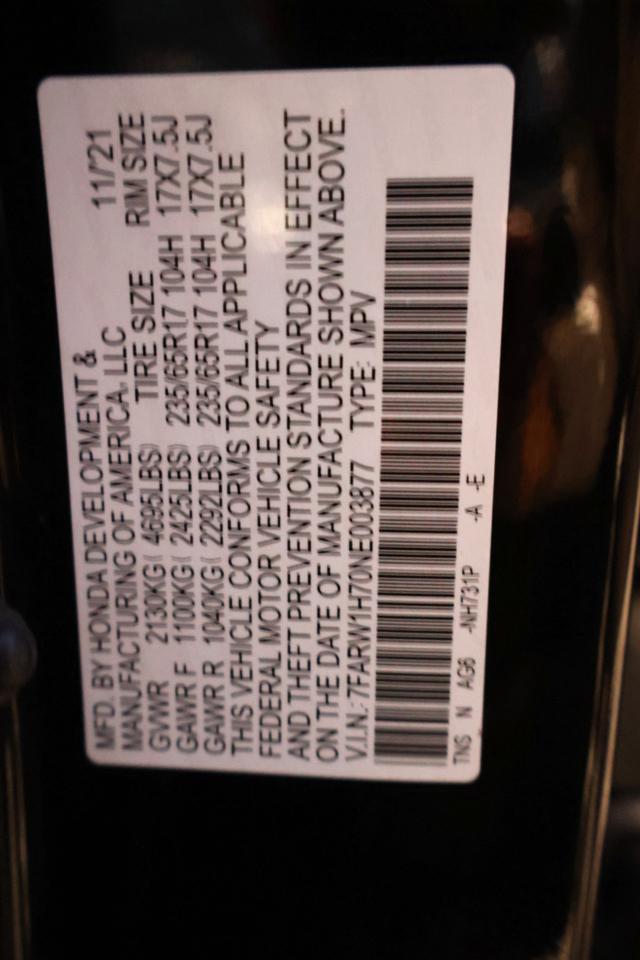 MFD. BY HONDA DEVELOPMENT & 11/21
MANUFACTURING OF AMERICA, LLC
TIRE SIZE RIM SIZE
GVWR 2130KG( 4695LBS)
GAWR F 1100KG( 2425LBS) 235/65R17 104H 17X7.5J
GAWR R 1040KG( 2292LBS) 235/65R17 104H 17X7.5J
THIS VEHICLE CONFORMS TO ALL APPLICABLE
FEDERAL MOTOR VEHICLE SAFETY
AND THEFT PREVENTION STANDARDS IN EFFECT
ON THE DATE OF MANUFACTURE SHOWN ABOVE.
V.I.N.: 7FARW1H70NE003877 TYPE: MPV
TNS N AG6 -NH731P -A -E